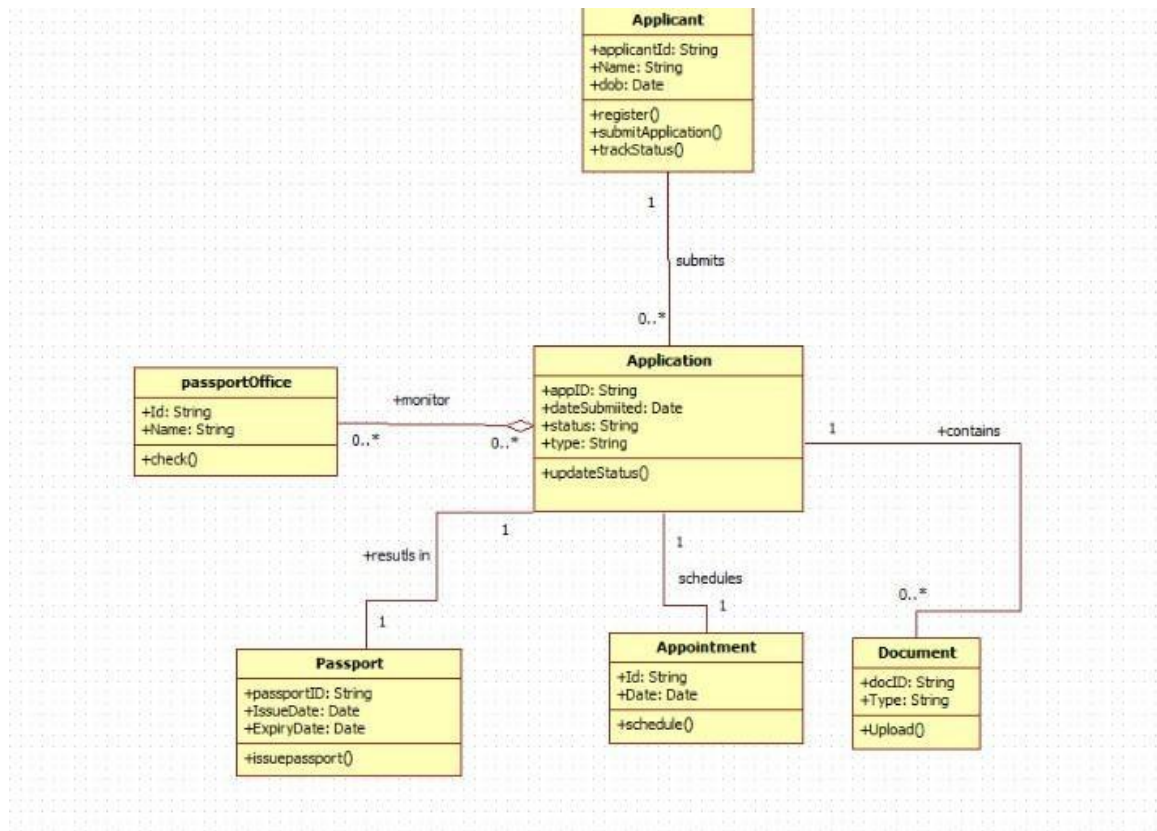 Applicant
+applicantId: String
+Name: String
+dob: Date
+register()
+submitApplication()
+trackStatus()
1
submits
0..*
Application
+appID: String
+dateSubmiited: Date
+status: String
+type: String
+updateStatus()
passportOffice
+Id: String
+Name: String
+check()
+monitor
0..*
0..*
1
+contains
0..*
1
+resutls in
1
1
schedules
1
Passport
+passportID: String
+IssueDate: Date
+ExpiryDate: Date
+issuepassport()
Appointment
+Id: String
+Date: Date
+schedule()
Document
+docID: String
+Type: String
+Upload()